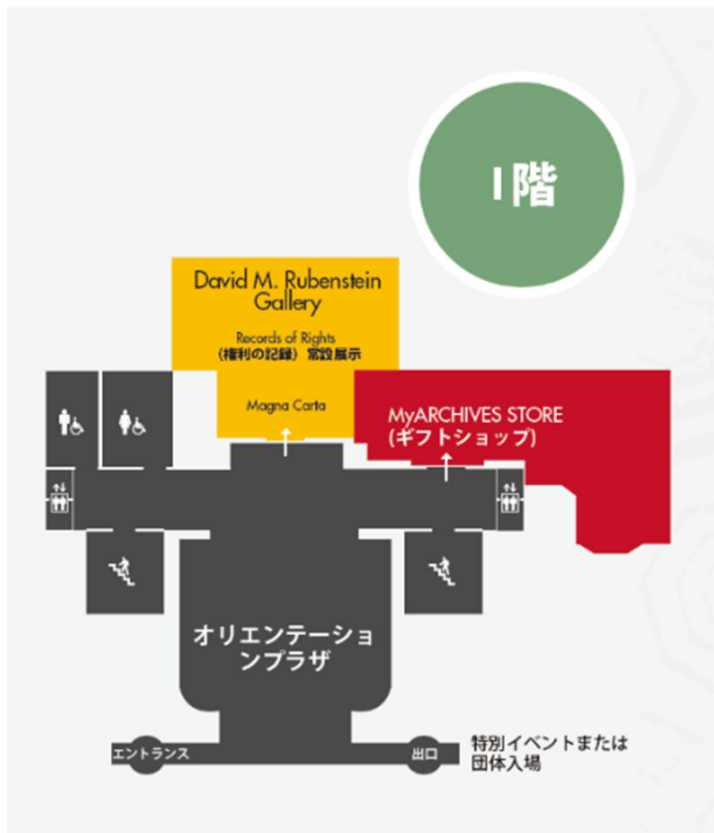 1階
David M. Rubenstein
Gallery
Records of Rights
(権利の記録) 常設展示
Magna Carta
MyARCHIVES STORE
(ギフトショップ)
オリエンテーショ
ンプラザ
エントランス
出口
特別イベントまたは
団体入場